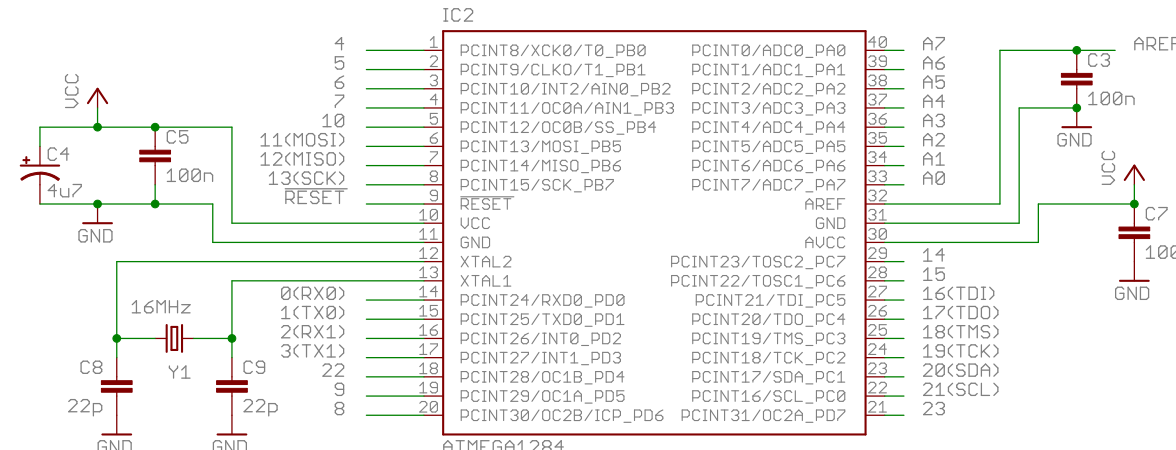 IC2
4 1 PCINT8/XCK0/T0_PB0 PCINT0/ADC0_PA0 40 A7 AREF
5 2 PCINT9/CLKO/T1_PB1 PCINT1/ADC1_PA1 39 A6 C3
6 3 PCINT10/INT2/AIN0_PB2 PCINT2/ADC2_PA2 38 A5
VCC 7 4 PCINT11/OC0A/AIN1_PB3 PCINT3/ADC3_PA3 37 A4 100n
10 5 PCINT12/OC0B/SS_PB4 PCINT4/ADC4_PA4 36 A3
C5 11(MOSI) 6 PCINT13/MOSI_PB5 PCINT5/ADC5_PA5 35 A2 GND
+ C4 12(MISO) 7 PCINT14/MISO_PB6 PCINT6/ADC6_PA6 34 A1
100n 13(SCK) 8 PCINT15/SCK_PB7 PCINT7/ADC7_PA7 33 A0 VCC
4u7 RESET 9 RESET AREF 32
10 VCC GND 31 C7
GND 11 GND AVCC 30 100
12 XTAL2 PCINT23/TOSC2_PC7 29 14
13 XTAL1 PCINT22/TOSC1_PC6 28 15
0(RX0) 14 PCINT24/RXD0_PD0 PCINT21/TDI_PC5 27 16(TDI) GND
16MHz 1(TX0) 15 PCINT25/TXD0_PD1 PCINT20/TDO_PC4 26 17(TDO)
2(RX1) 16 PCINT26/INT0_PD2 PCINT19/TMS_PC3 25 18(TMS)
3(TX1) 17 PCINT27/INT1_PD3 PCINT18/TCK_PC2 24 19(TCK)
C8 Y1 C9 22 18 PCINT28/OC1B_PD4 PCINT17/SDA_PC1 23 20(SDA)
9 19 PCINT29/OC1A_PD5 PCINT16/SCL_PC0 22 21(SCL)
22p 22p 8 20 PCINT30/OC2B/ICP_PD6 PCINT31/OC2A_PD7 21 23
GND GND ATMEGA1284